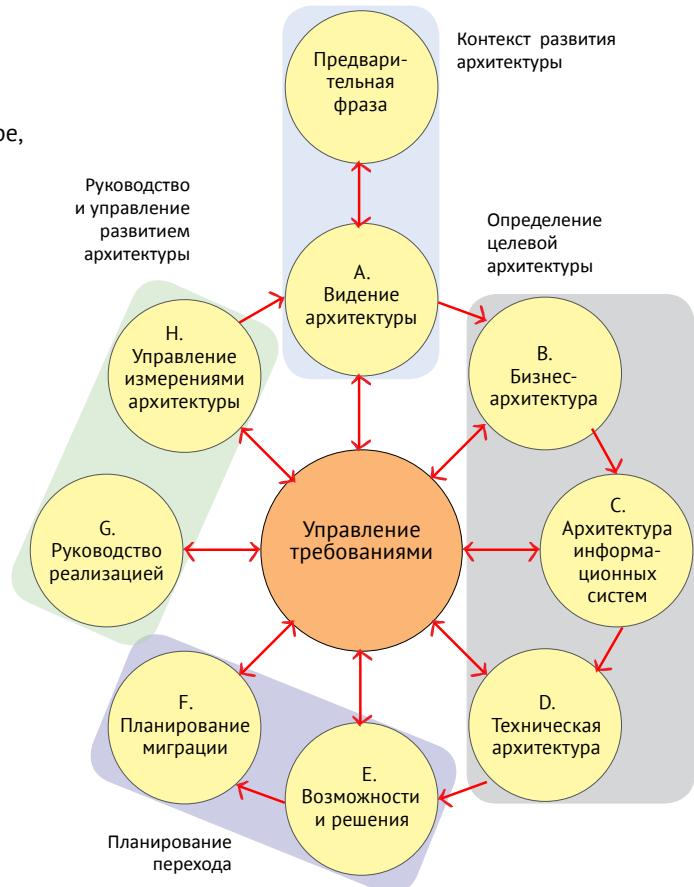 Предвари-
тельная
фраза
Контекст развития
архитектуры
ре,
Руководство
и управление
развитием
архитектуры
Определение
целевой
архитектуры
A.
Видение
архитектуры
H.
Управление
измерениями
архитектуры
B.
Бизнес-
архитектура
G.
Руководство
реализацией
Управление
требованиями
C.
Архитектура
информа-
ционных
систем
F.
Планирование
миграции
D.
Техническая
архитектура
E.
Возможности
и решения
Планирование
перехода